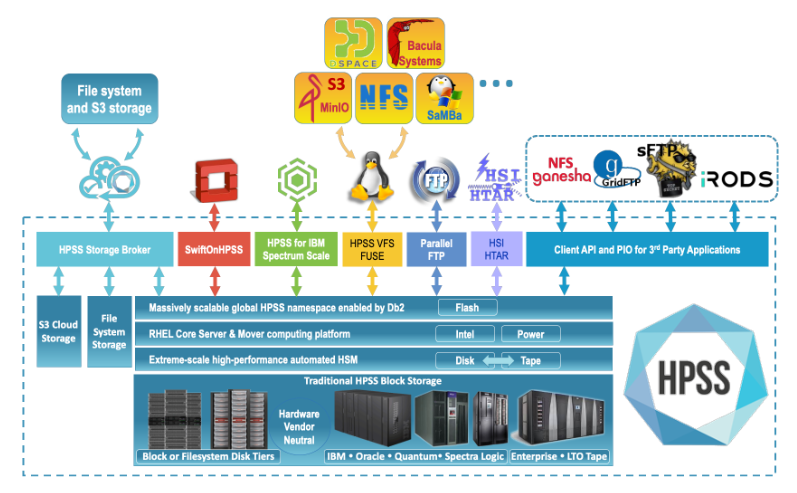 DSPACE
Bacula
Systems
S3
MinIO
NFS
SaMBa
File system
and S3 storage
FTP
HSI
HTAR
NFS
ganesha
g
GridFTP
sFTP
TOP SECRET
iRODS
HPSS Storage Broker
SwiftOnHPSS
HPSS for IBM
Spectrum Scale
HPSS VFS
FUSE
Parallel
FTP
HSI
HTAR
Client API and PIO for 3rd Party Applications
S3 Cloud
Storage
File
System
Storage
Massively scalable global HPSS namespace enabled by Db2
Flash
RHEL Core Server & Mover computing platform
Intel
Power
Extreme-scale high-performance automated HSM
Disk
Tape
Traditional HPSS Block Storage
Hardware
Vendor
Neutral
Block or Filesystem Disk Tiers
IBM • Oracle • Quantum• Spectra Logic
Enterprise • LTO Tape
HPSS